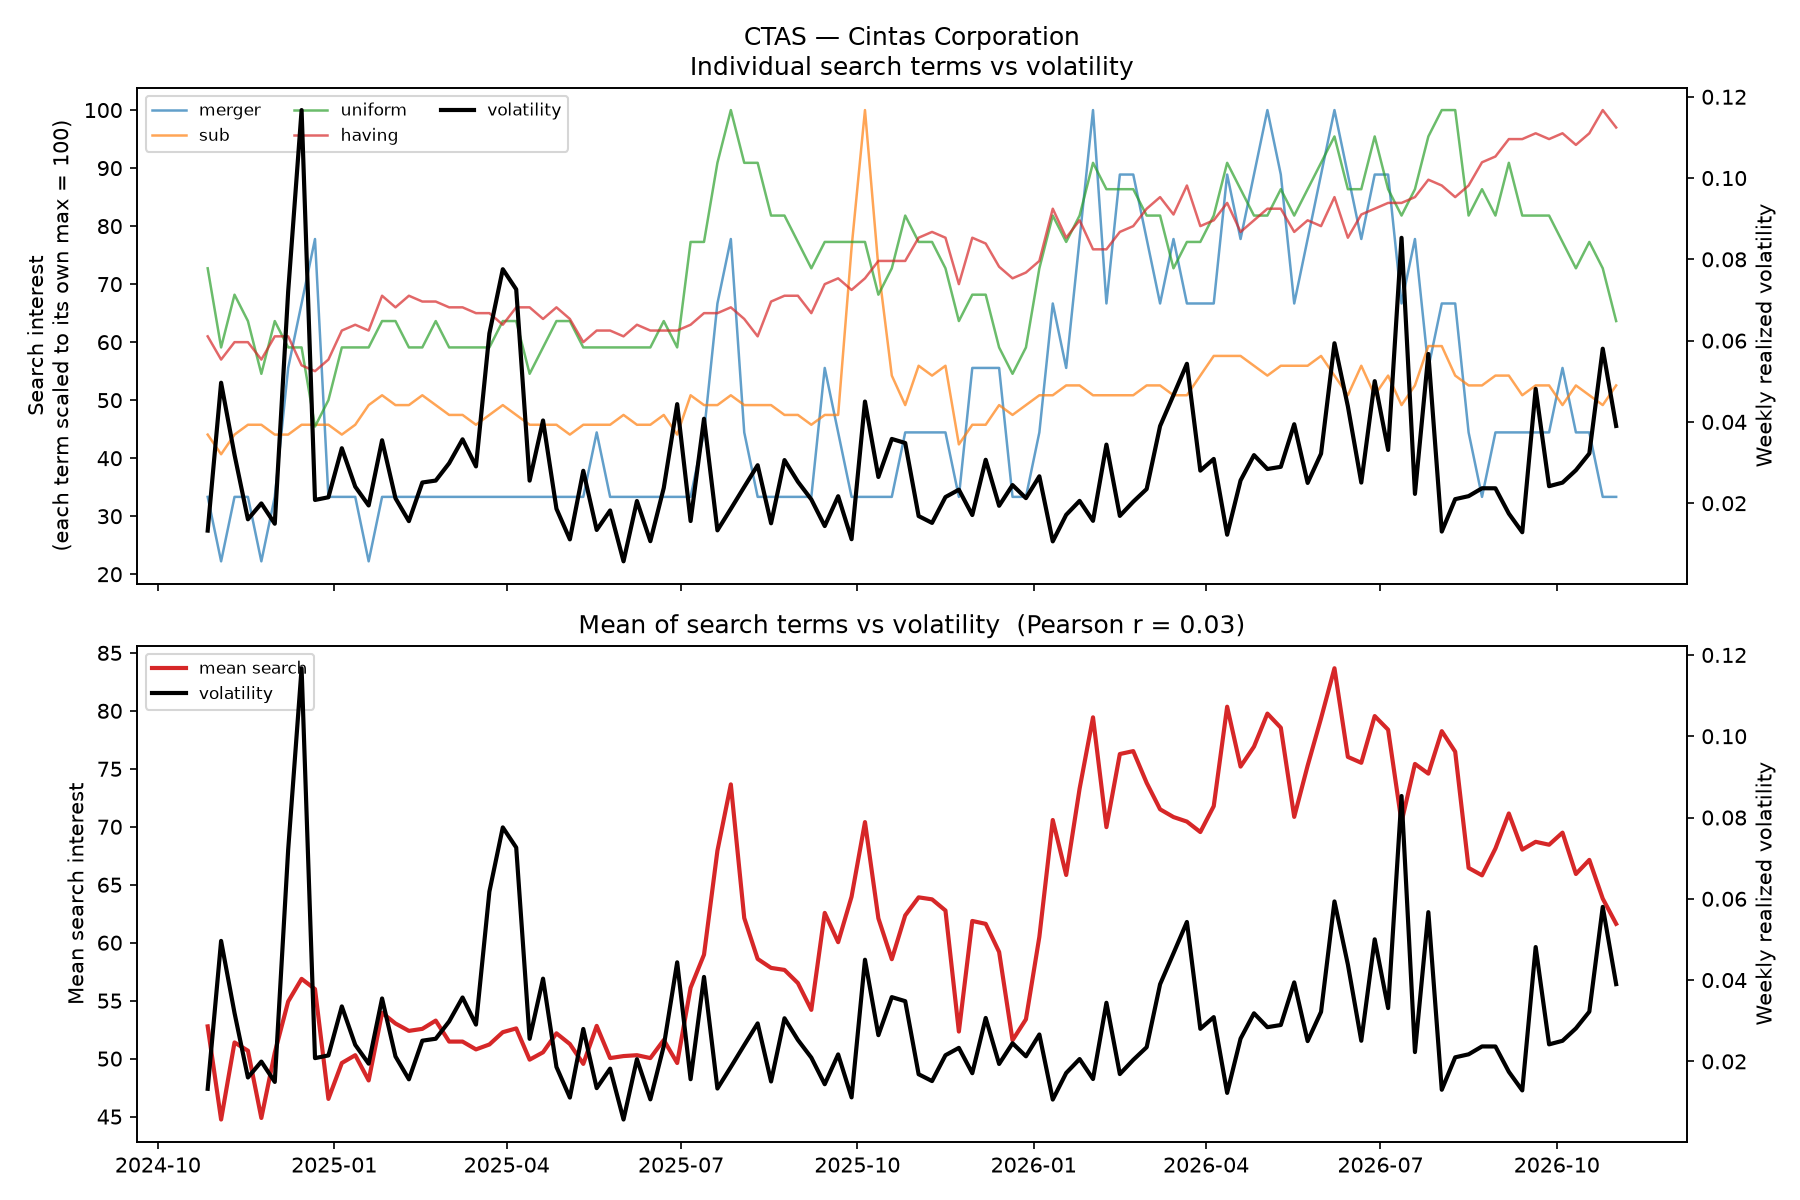 CTAS — Cintas Corporation
Individual search terms vs volatility
merger
sub
uniform
having
volatility
Search interest
(each term scaled to its own max = 100)
100
90
80
70
60
50
40
30
20
0.12
0.10
0.08
0.06
0.04
0.02
Weekly realized volatility
Mean of search terms vs volatility (Pearson r = 0.03)
mean search
volatility
Mean search interest
85
80
75
70
65
60
55
50
45
0.12
0.10
0.08
0.06
0.04
0.02
Weekly realized volatility
2024-10 2025-01 2025-04 2025-07 2025-10 2026-01 2026-04 2026-07 2026-10